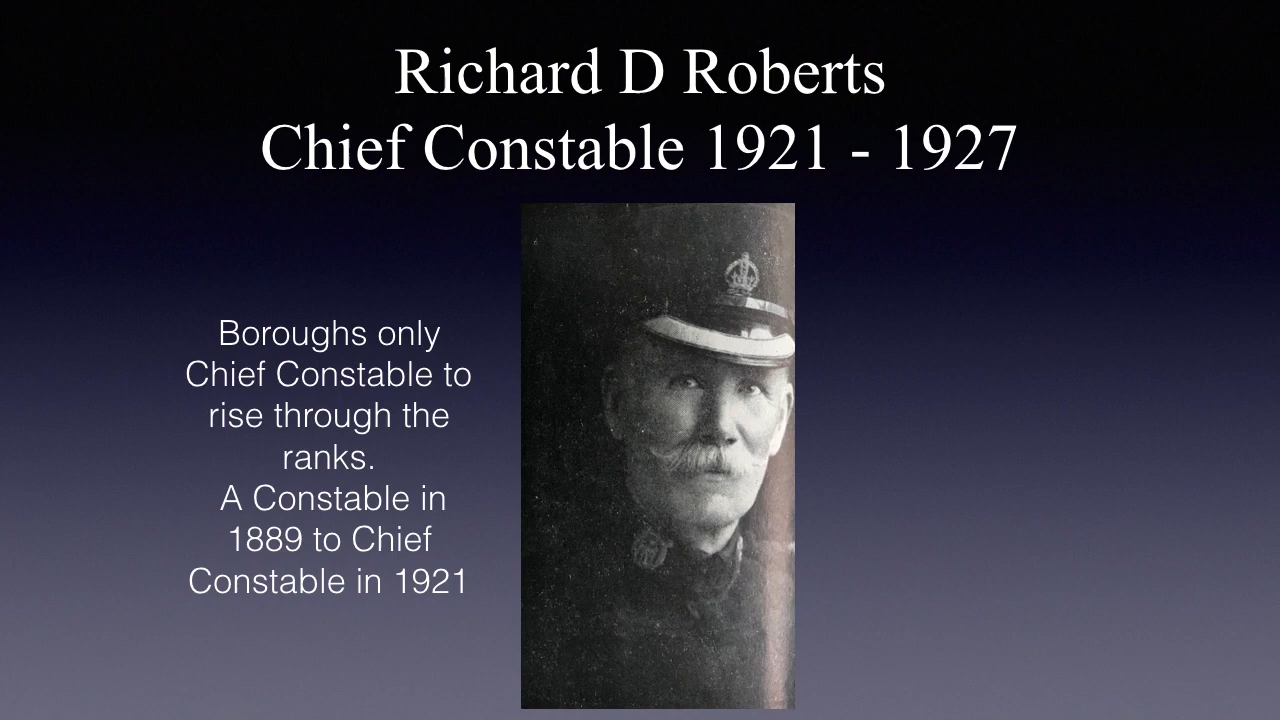 Richard D Roberts
Chief Constable 1921 - 1927
Boroughs only
Chief Constable to
rise through the
ranks.
A Constable in
1889 to Chief
Constable in 1921